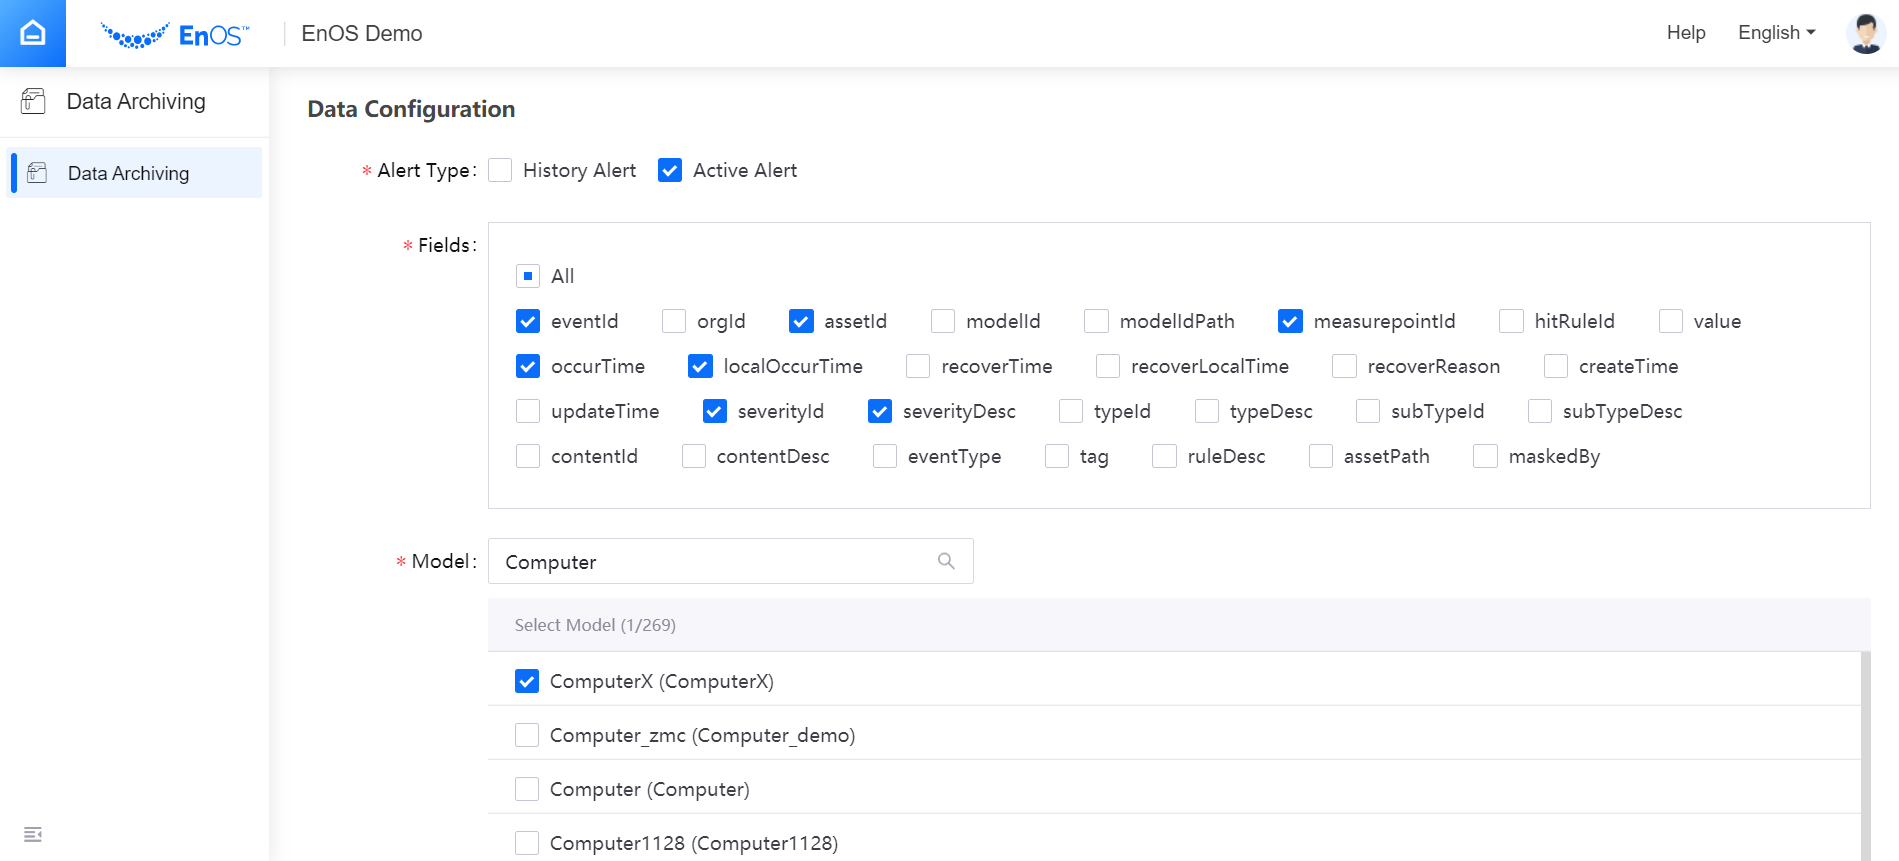 EnOS™ EnOS Demo Help English
Data Archiving
Data Archiving
Data Configuration
* Alert Type: History Alert Active Alert
* Fields:
All
eventId orgId assetId modelId modelIdPath measurepointId hitRuleId value
occurTime localOccurTime recoverTime recoverLocalTime recoverReason createTime
updateTime severityId severityDesc typeId typeDesc subTypeId subTypeDesc
contentId contentDesc eventType tag ruleDesc assetPath maskedBy
* Model: Computer
Select Model (1/269)
ComputerX (ComputerX)
Computer_zmc (Computer_demo)
Computer (Computer)
Computer1128 (Computer1128)